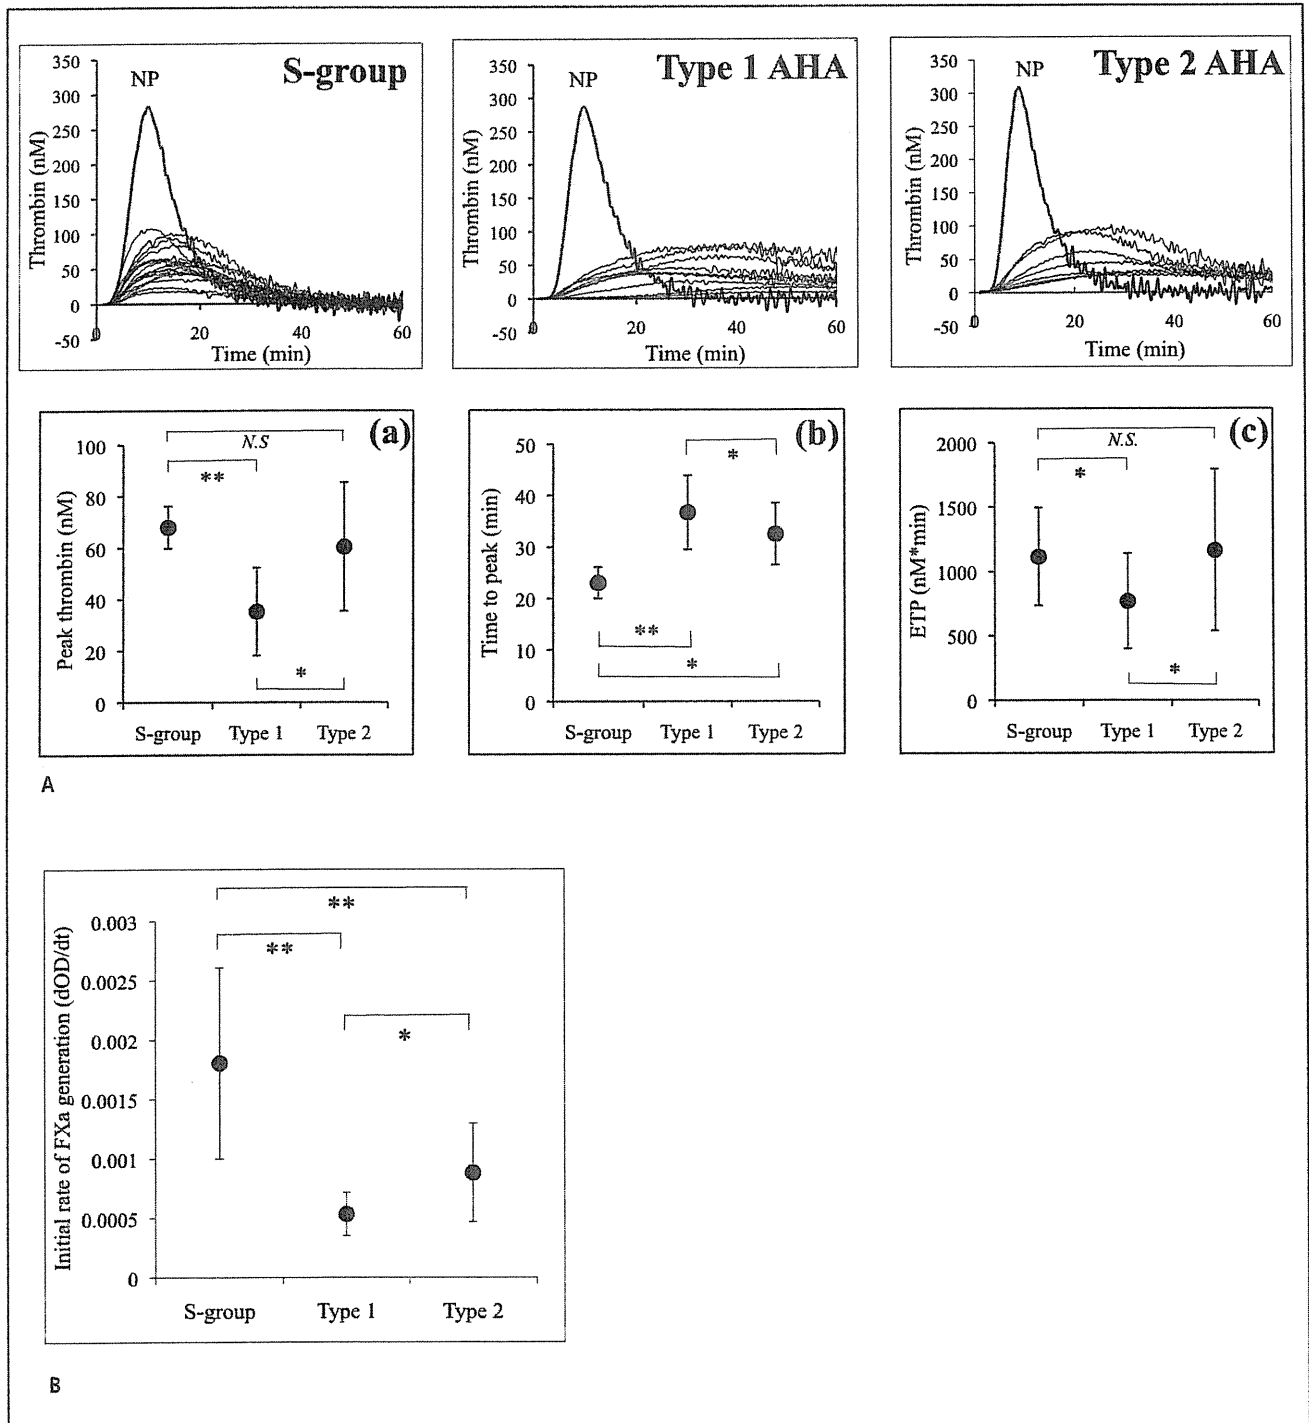 S-group
NP
350
300
250
200
150
100
50
0
-50
0
20
40
60
Thrombin (nM)
Time (min)
Type 1 AHA
NP
350
300
250
200
150
100
50
0
-50
0
20
40
60
Thrombin (nM)
Time (min)
Type 2 AHA
NP
350
300
250
200
150
100
50
0
-50
0
20
40
60
Thrombin (nM)
Time (min)
(a)
N.S
**
*
100
80
60
40
20
0
Peak thrombin (nM)
S-group Type 1 Type 2
(b)
*
**
*
50
40
30
20
10
0
Time to peak (min)
S-group Type 1 Type 2
(c)
N.S.
*
*
2000
1500
1000
500
0
ETP (nM*min)
S-group Type 1 Type 2
A
**
**
*
0.003
0.0025
0.002
0.0015
0.001
0.0005
0
Initial rate of FXa generation (dOD/dt)
S-group Type 1 Type 2
B